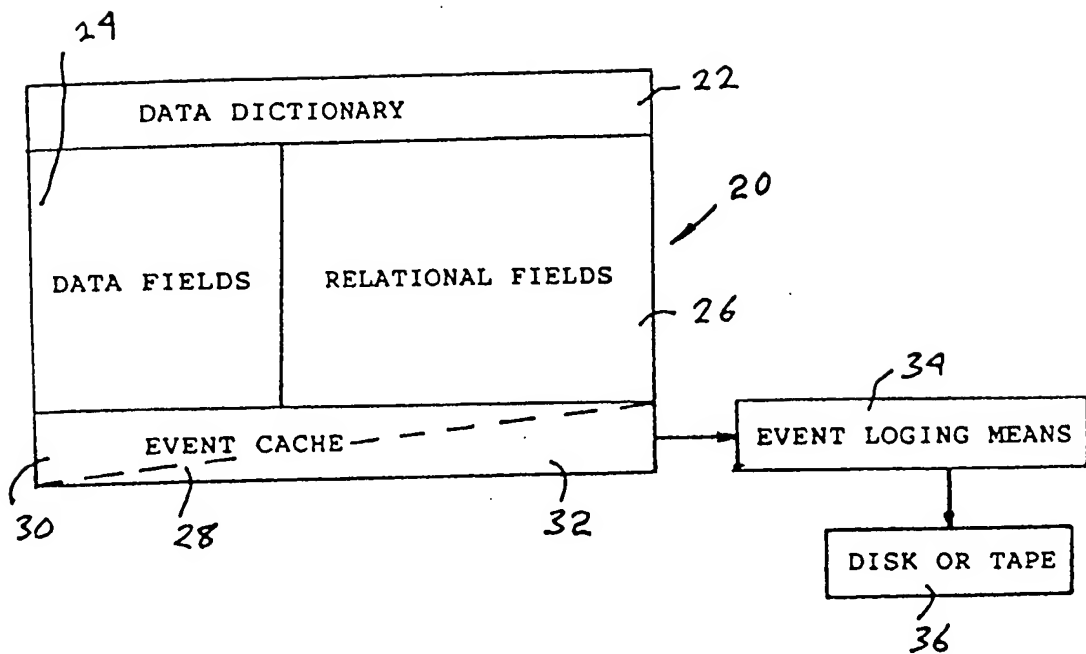 24
DATA DICTIONARY
22
20
DATA FIELDS
RELATIONAL FIELDS
26
34
EVENT CACHE
EVENT LOGING MEANS
30
28
32
DISK OR TAPE
36